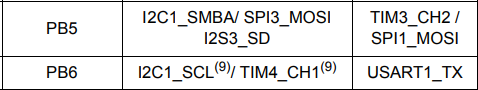 PB5
I2C1_SMBA/ SPI3_MOSI
I2S3_SD
TIM3_CH2 /
SPI1_MOSI
PB6
I2C1_SCL(9)/ TIM4_CH1(9)
USART1_TX